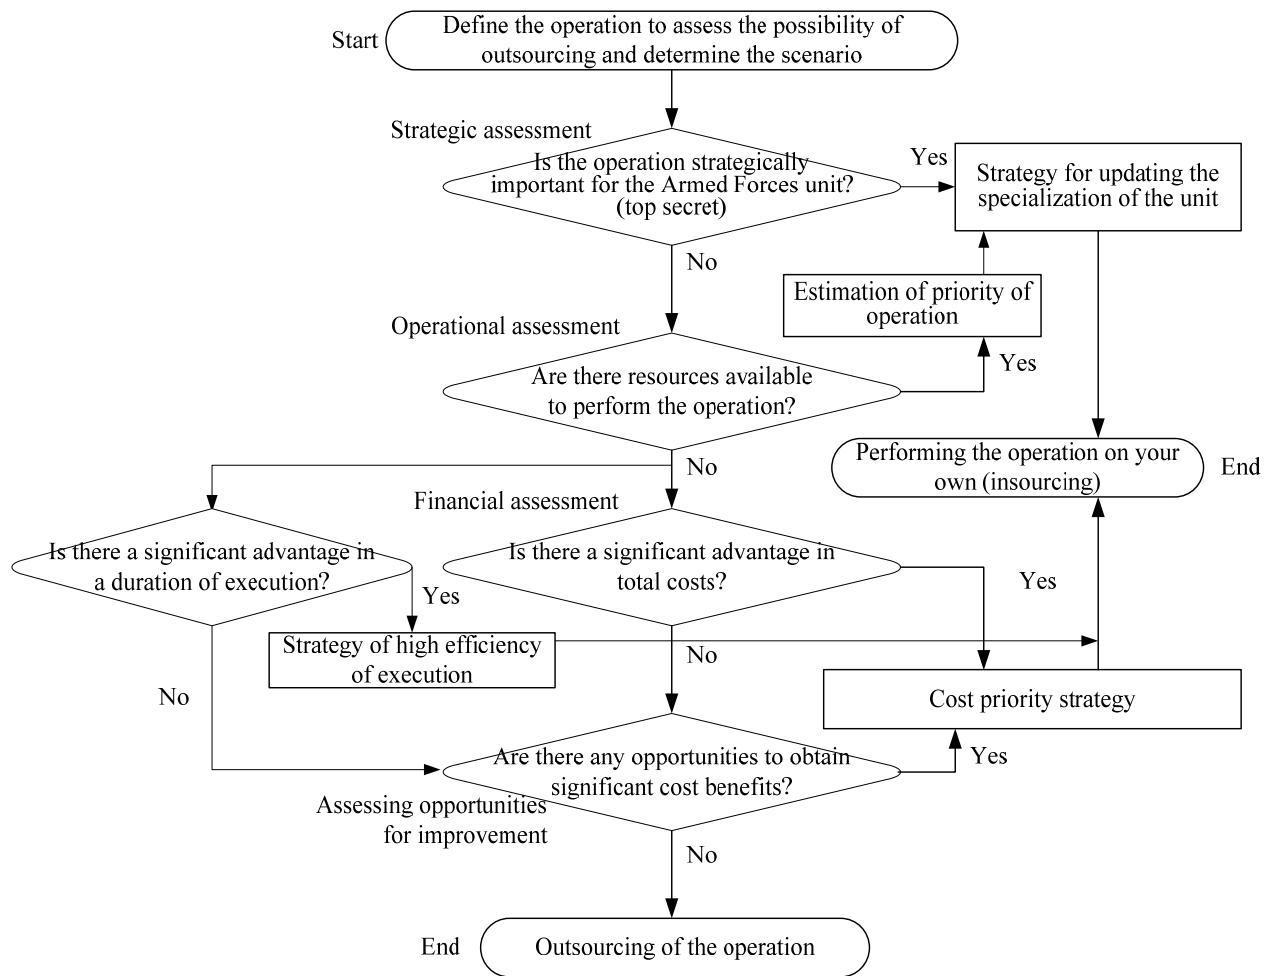 Start
Define the operation to assess the possibility of
outsourcing and determine the scenario
Strategic assessment
Is the operation strategically
important for the Armed Forces unit?
(top secret)
Yes
Strategy for updating the
specialization of the unit
No
Estimation of priority of
operation
Operational assessment
Yes
Are there resources available
to perform the operation?
No
Performing the operation on your
own (insourcing)
End
Financial assessment
Is there a significant advantage in
a duration of execution?
Yes
Is there a significant advantage in
total costs?
Yes
Strategy of high efficiency
of execution
No
No
Cost priority strategy
Are there any opportunities to obtain
significant cost benefits?
Yes
Assessing opportunities
for improvement
No
End
Outsourcing of the operation